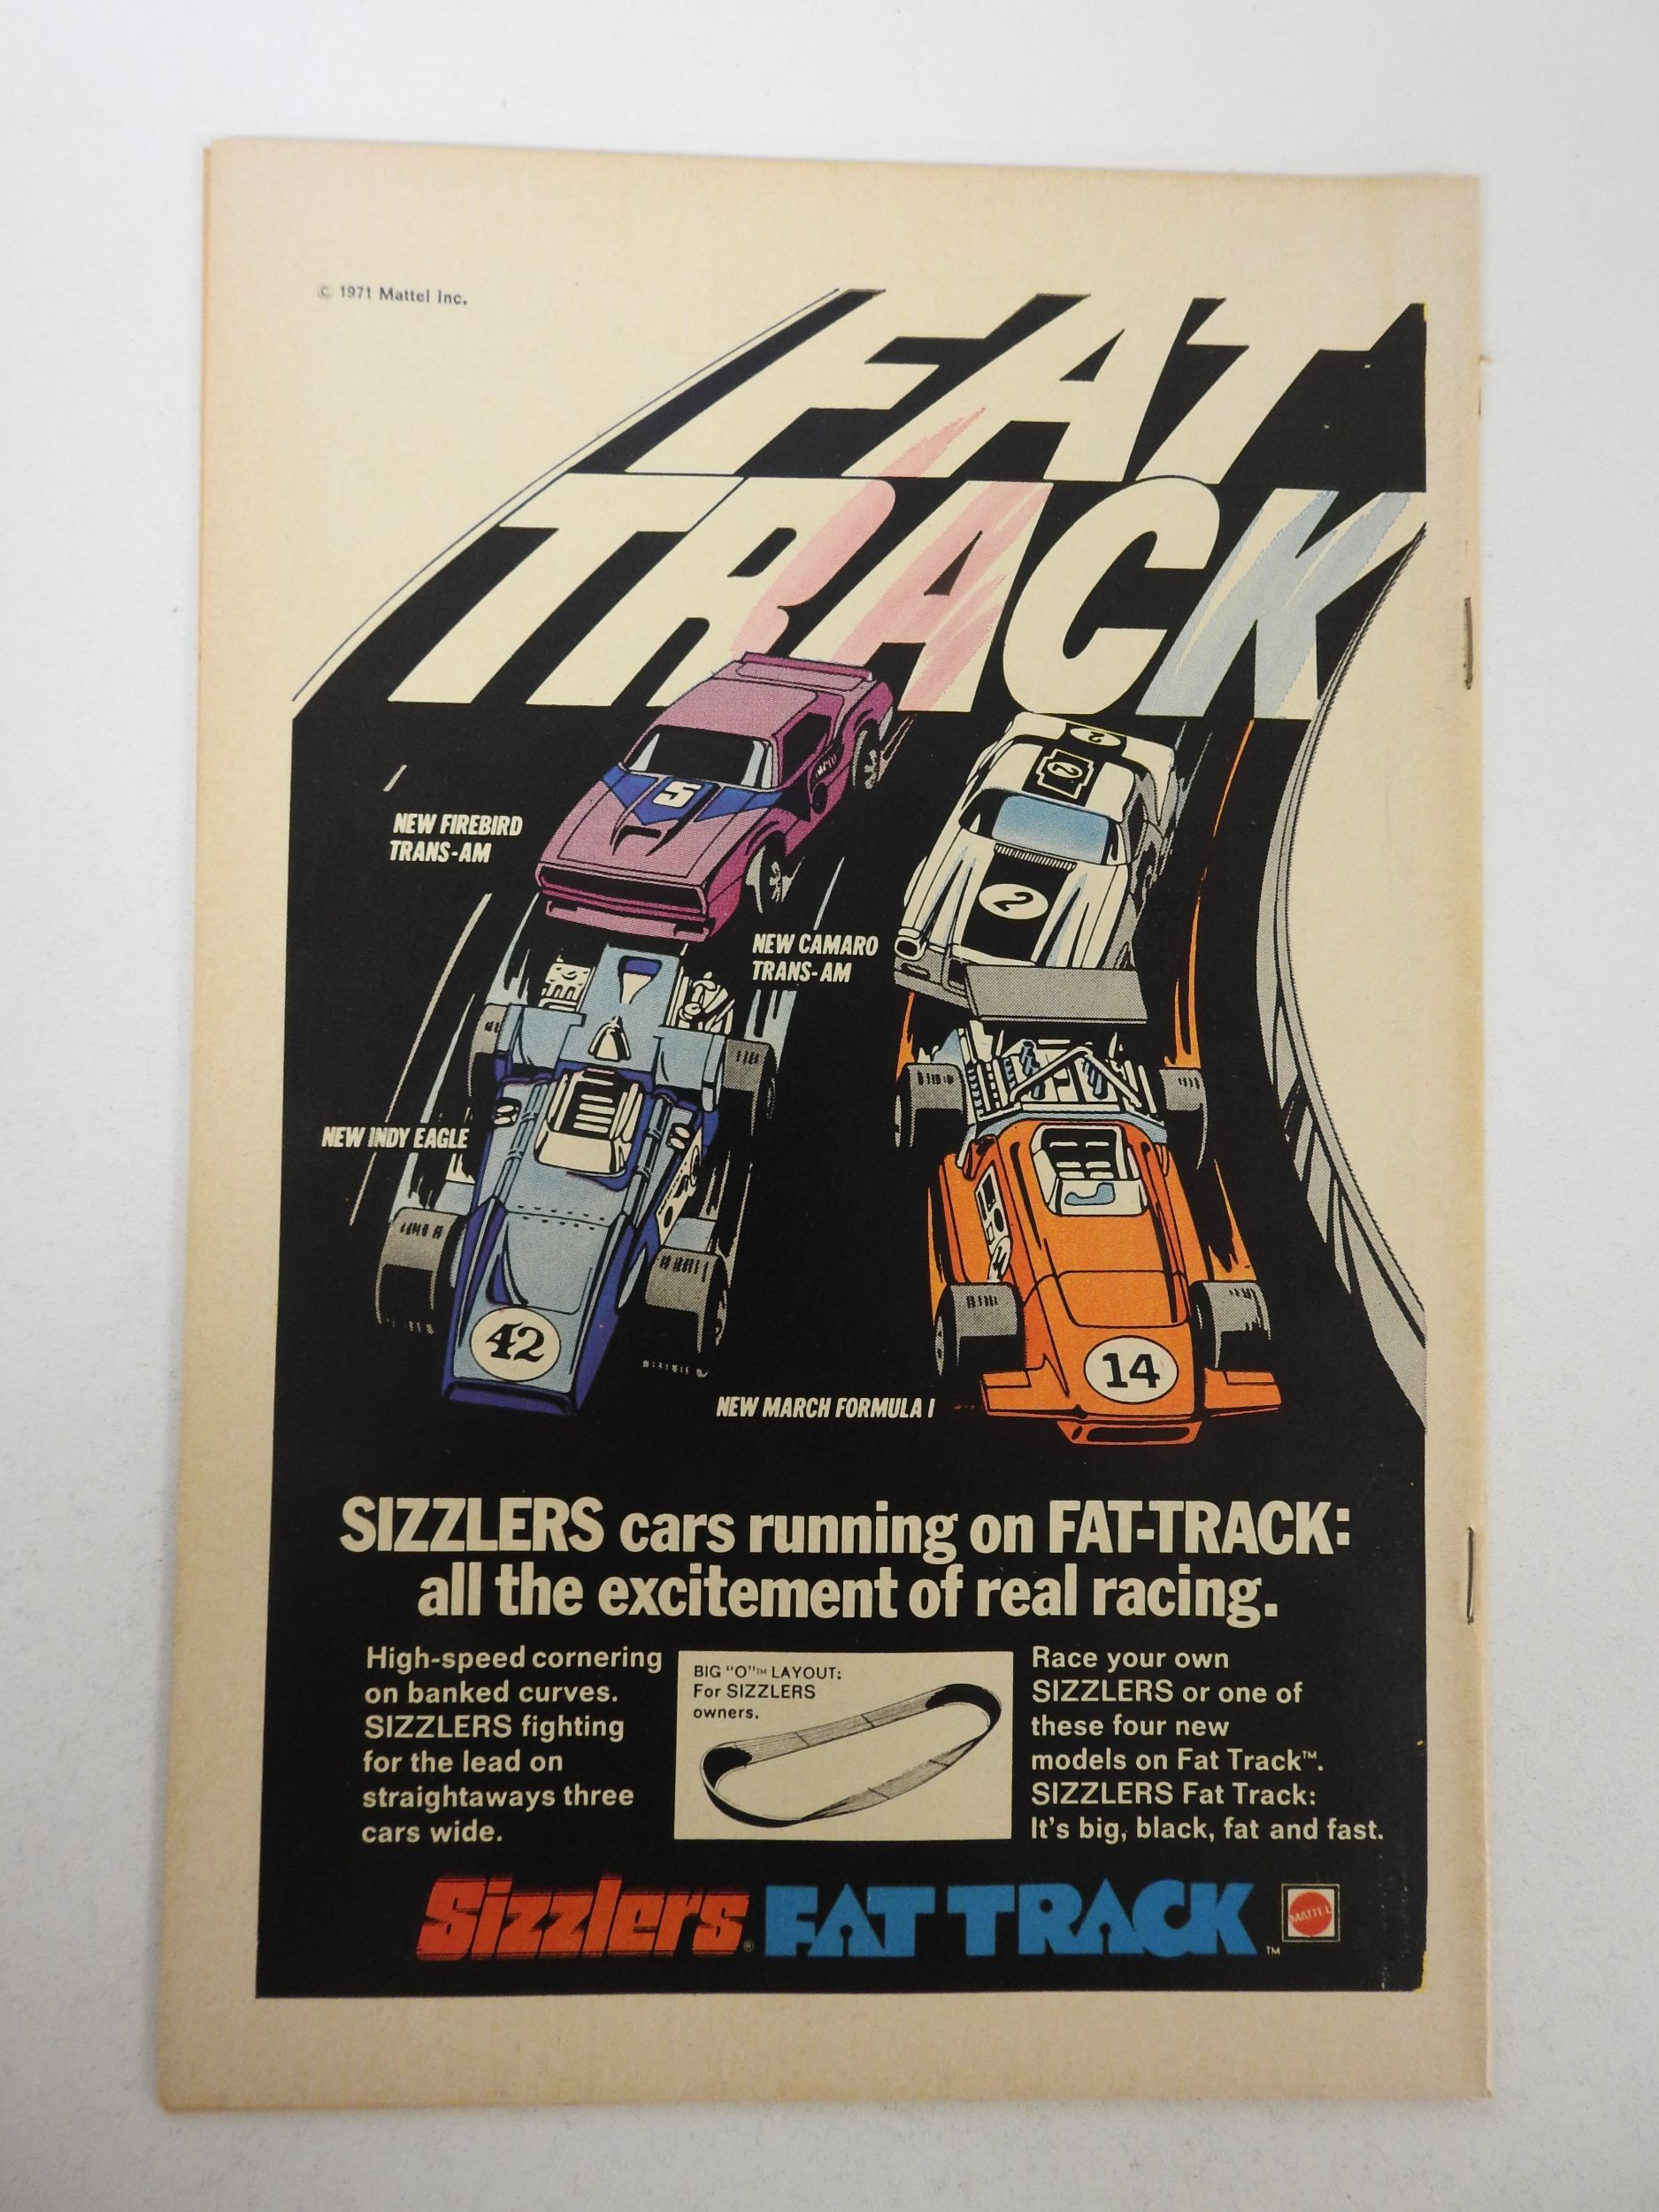 © 1971 Mattel Inc.
FAT
TRACK
5
2
2
2
NEW FIREBIRD
TRANS-AM
NEW CAMARO
TRANS-AM
NEW INDY EAGLE
42
14
NEW MARCH FORMULA I
SIZZLERS cars running on FAT-TRACK:
all the excitement of real racing.
High-speed cornering
on banked curves.
SIZZLERS fighting
for the lead on
straightaways three
cars wide.
BIG "O"™ LAYOUT:
For SIZZLERS
owners.
Race your own
SIZZLERS or one of
these four new
models on Fat Track™.
SIZZLERS Fat Track:
It's big, black, fat and fast.
Sizzlers® FAT TRACK™
MATTEL